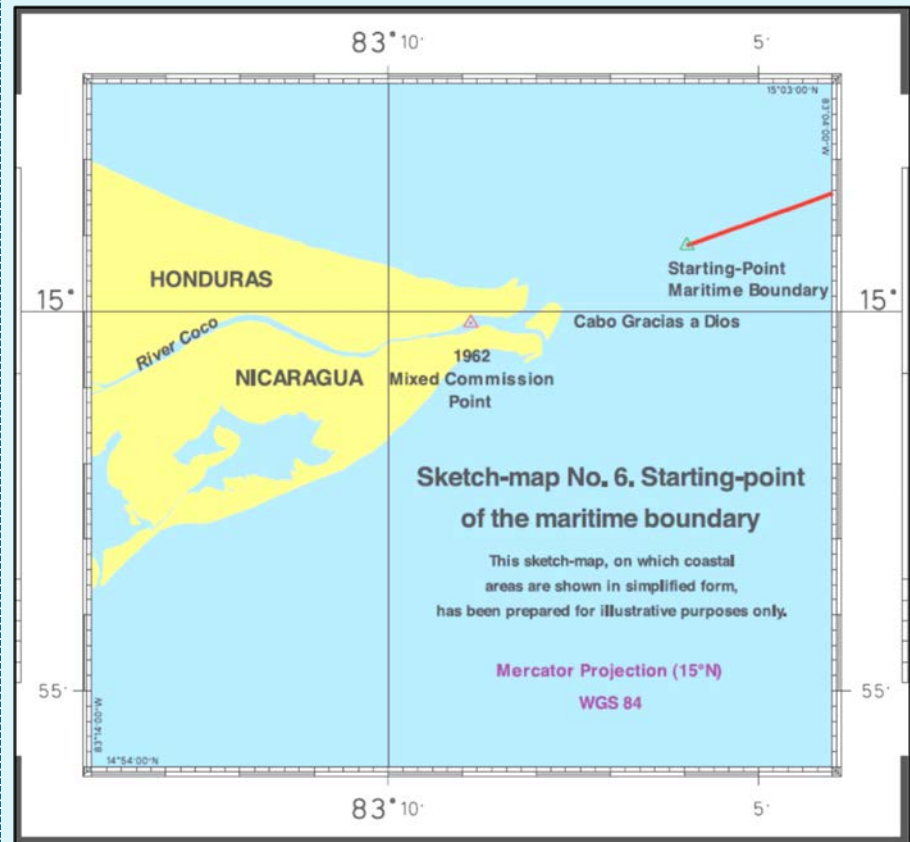 83° 10'
5'
15°03'00"N
83°04'00"W
HONDURAS
Starting-Point
Maritime Boundary
15°
15°
River Coco
Cabo Gracias a Dios
1962
NICARAGUA
Mixed Commission
Point
Sketch-map No. 6. Starting-point
of the maritime boundary
This sketch-map, on which coastal
areas are shown in simplified form,
has been prepared for illustrative purposes only.
Mercator Projection (15°N)
WGS 84
55'
55'
83°14'00"W
14°54'00"N
83° 10'
5'